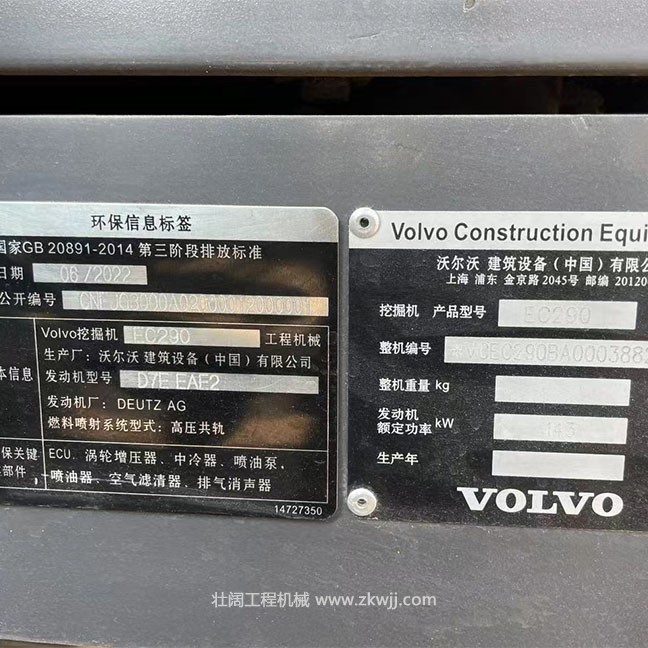 环保信息标签
国家GB 20891-2014 第三阶段排放标准
日期 06/2022
公开编号
Volvo挖掘机 EC290 工程机械
生产厂：沃尔沃 建筑设备（中国）有限公司
本信息
发动机型号 D7E EAE2
发动机厂：DEUTZ AG
燃料喷射系统型式：高压共轨
保关键 ECU、涡轮增压器、中冷器、喷油泵，
部件 喷油器、空气滤清器、排气消声器
14727350
Volvo Construction Equi
沃尔沃 建筑设备（中国）有限公
上海 浦东 金京路2045号 邮编 20120
挖掘机 产品型号 EC290
整机编号
整机重量 kg
发动机
额定功率 kW
生产年
VOLVO
壮阔工程机械 www.zkwjj.com